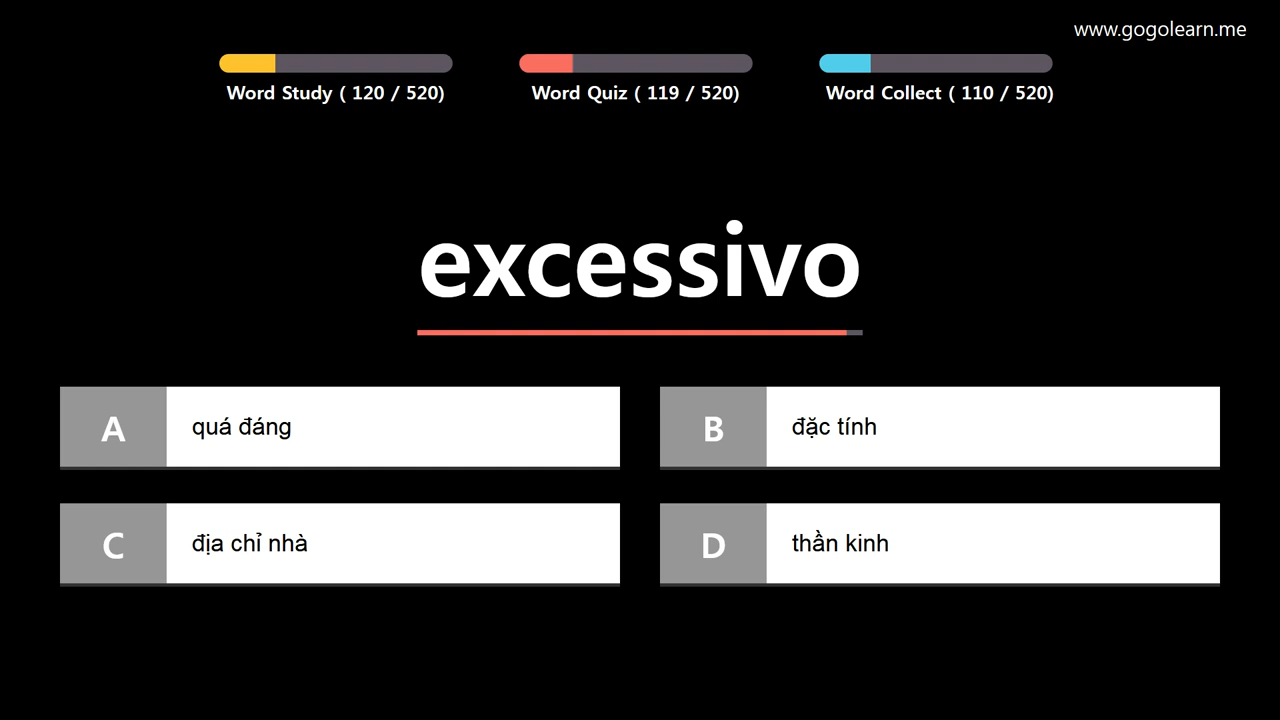 www.gogolearn.me
Word Study ( 120 / 520)
Word Quiz ( 119 / 520)
Word Collect ( 110 / 520)
excessivo
A
quá đáng
B
đặc tính
C
địa chỉ nhà
D
thần kinh